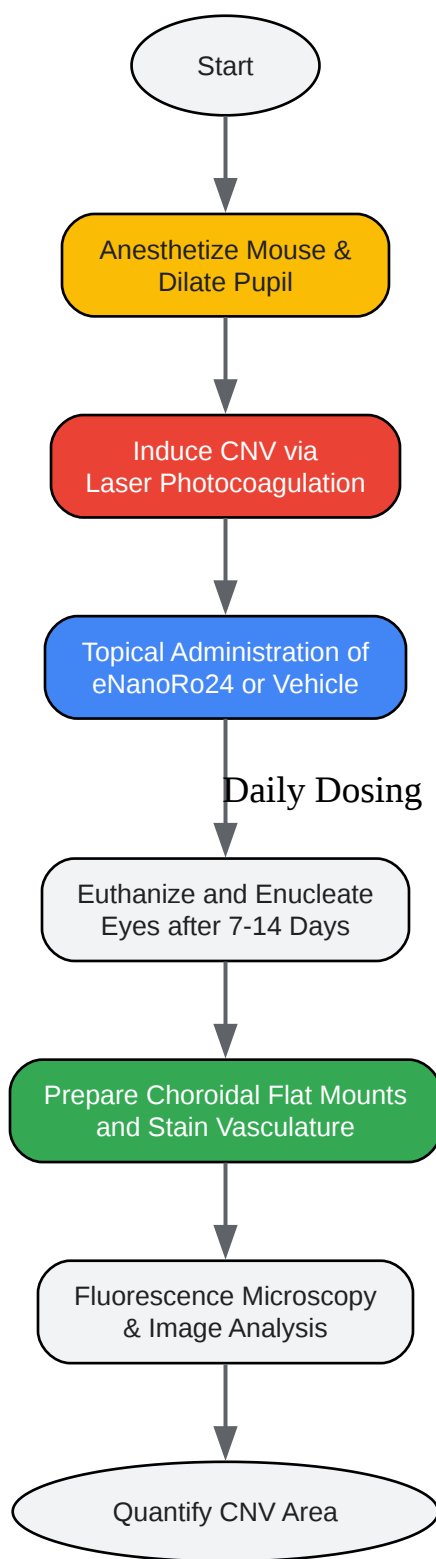 Start
Anesthetize Mouse &
Dilate Pupil
Induce CNV via
Laser Photocoagulation
Topical Administration of
eNanoRo24 or Vehicle
Daily Dosing
Euthanize and Enucleate
Eyes after 7-14 Days
Prepare Choroidal Flat Mounts
and Stain Vasculature
Fluorescence Microscopy
& Image Analysis
Quantify CNV Area